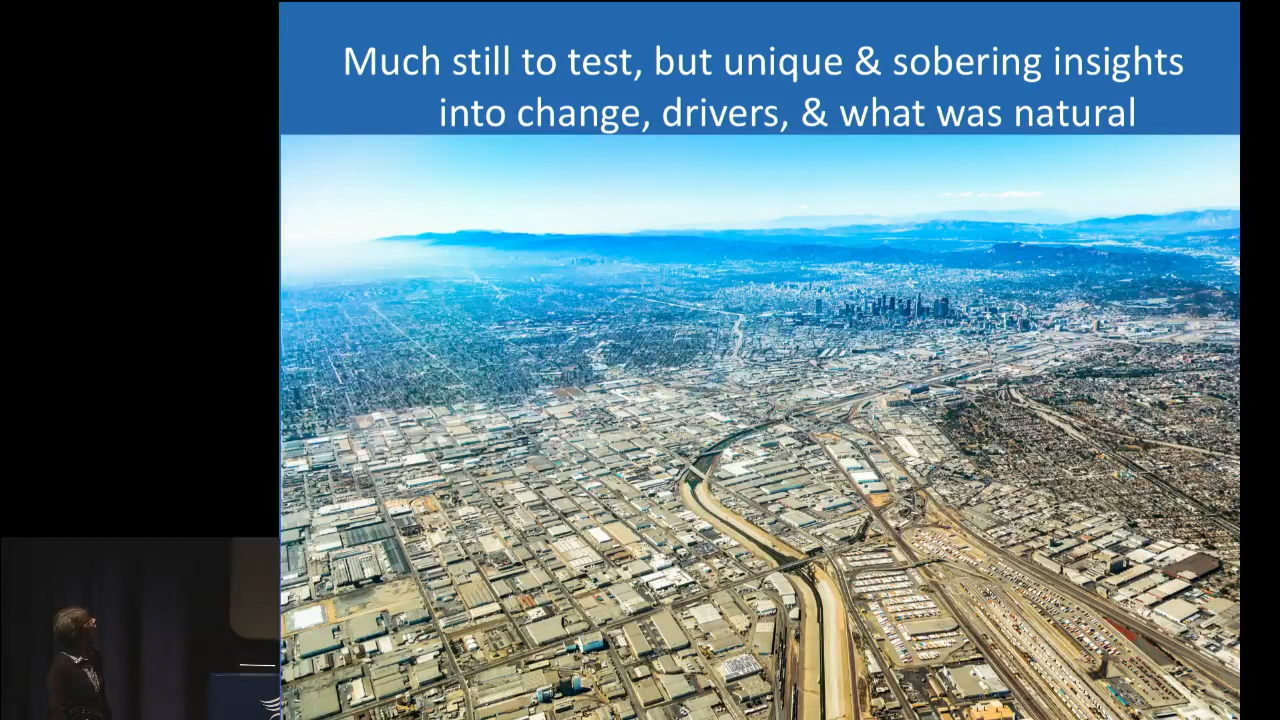 Much still to test, but unique & sobering insights
into change, drivers, & what was natural